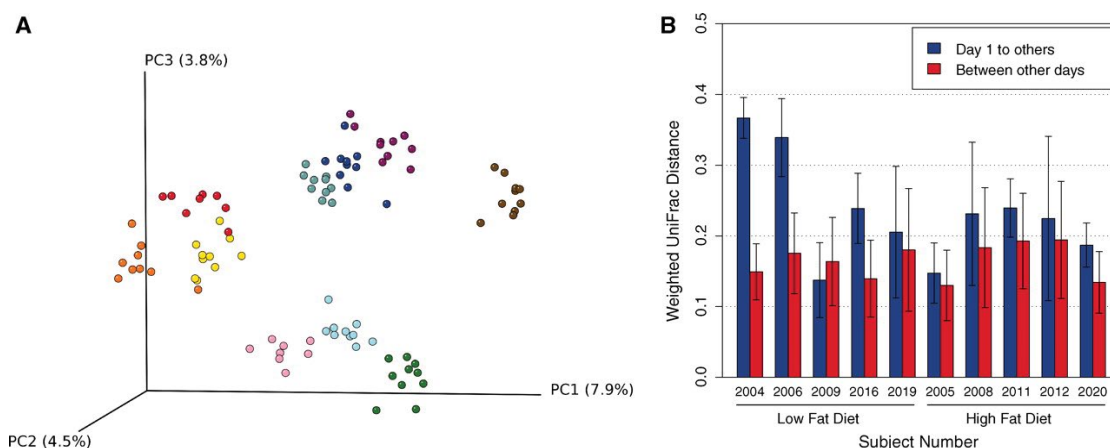 A
PC3 (3.8%)
PC1 (7.9%)
PC2 (4.5%)
B
Weighted UniFrac Distance
0.5
0.4
0.3
0.2
0.1
0.0
Day 1 to others
Between other days
2004 2006 2009 2016 2019 2005 2008 2011 2012 2020
Low Fat Diet High Fat Diet
Subject Number